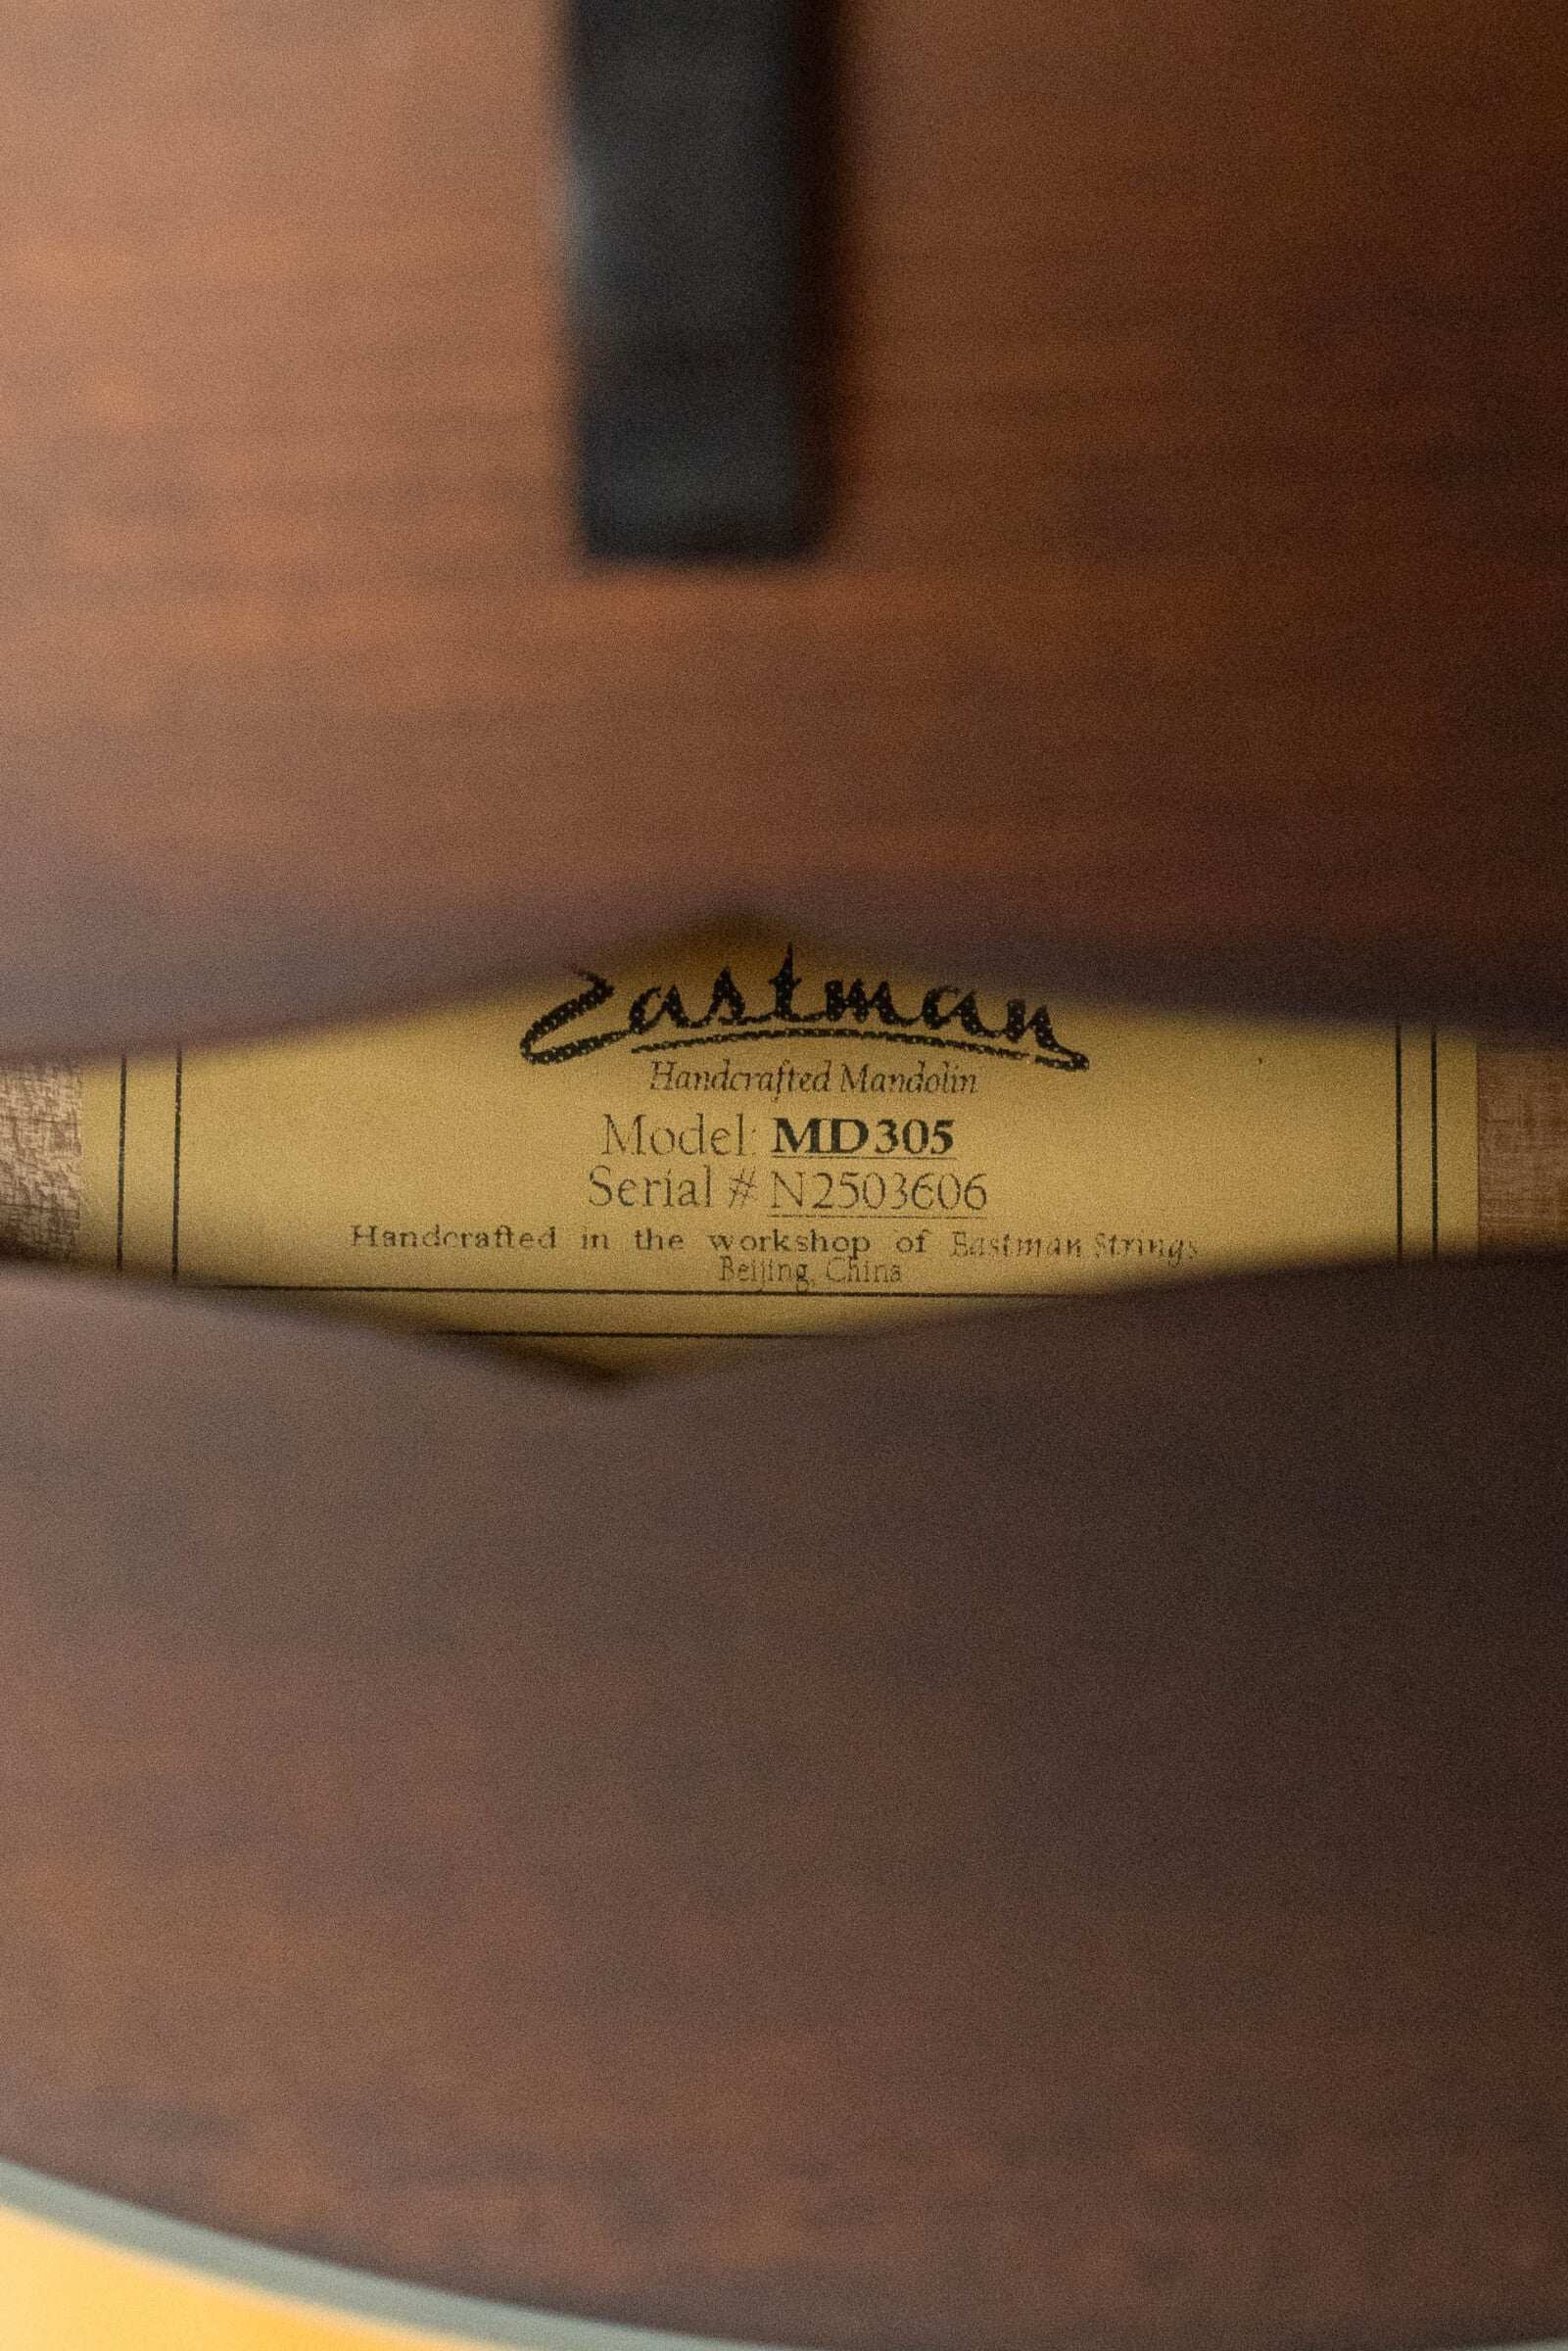 Eastman
Handcrafted Mandolin
Model: MD305
Serial # N2503606
Handcrafted in the workshop of Eastman Strings
Beijing, China